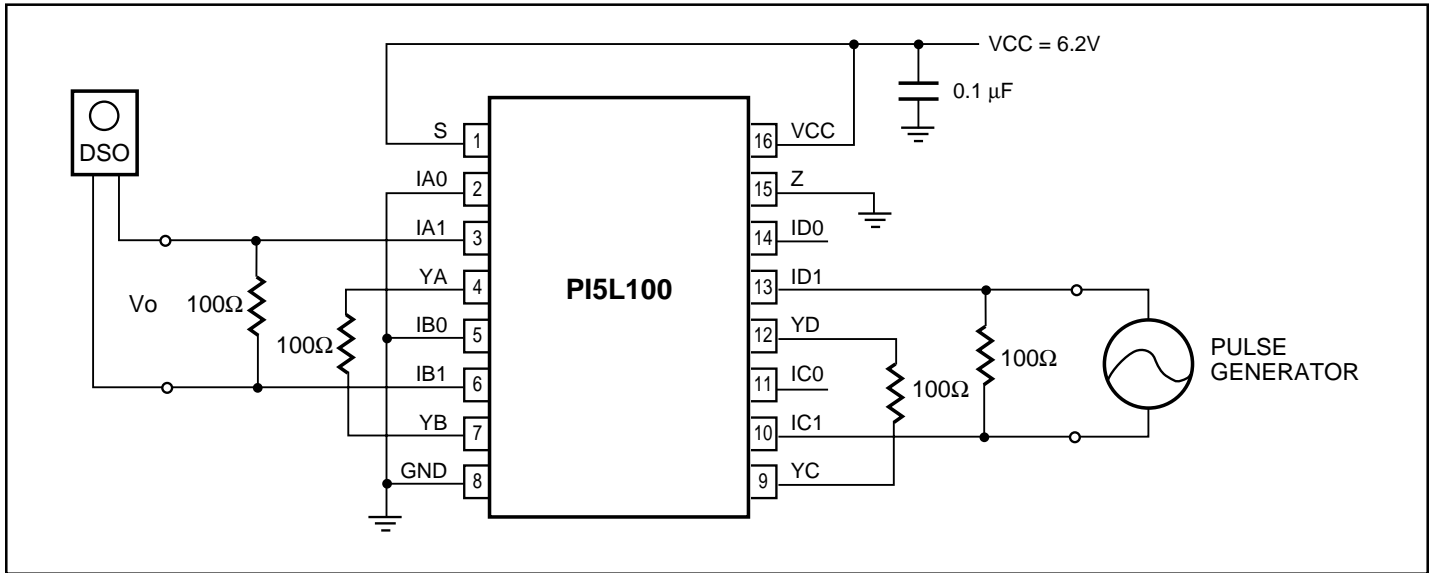 VCC = 6.2V
0.1 µF
DSO
S
1
IA0
2
IA1
3
YA
4
IB0
5
IB1
6
YB
7
GND
8
Vo
100Ω
100Ω
PI5L100
16
VCC
15
Z
14
ID0
13
ID1
12
YD
11
IC0
10
IC1
9
YC
100Ω
100Ω
PULSE
GENERATOR